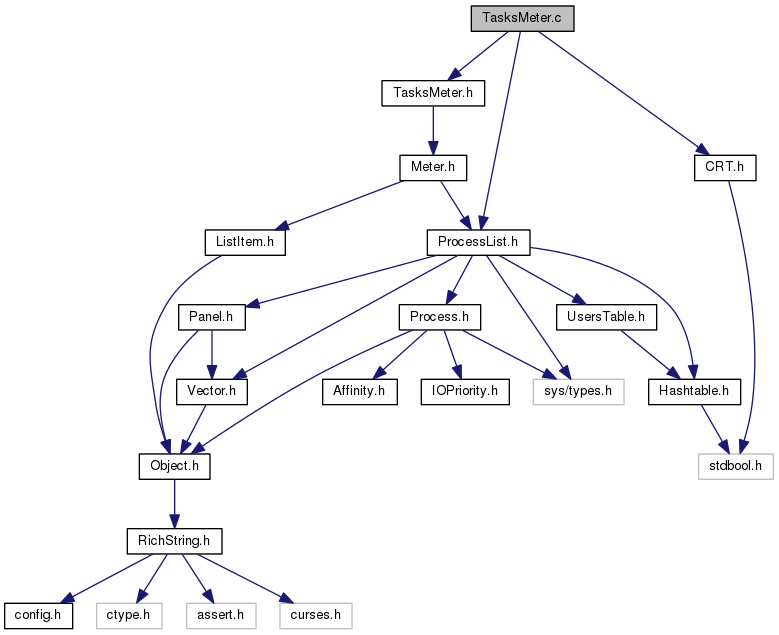 TasksMeter.c
TasksMeter.h
Meter.h
CRT.h
ListItem.h
ProcessList.h
Panel.h
Process.h
UsersTable.h
Vector.h
Affinity.h
IOPriority.h
sys/types.h
Hashtable.h
Object.h
stdbool.h
RichString.h
config.h
ctype.h
assert.h
curses.h